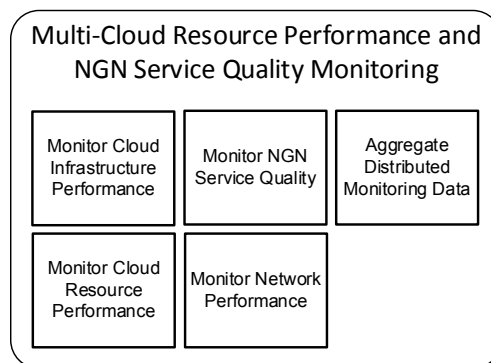 Multi-Cloud Resource Performance and
NGN Service Quality Monitoring
Monitor Cloud
Infrastructure
Performance
Monitor NGN
Service Quality
Aggregate
Distributed
Monitoring Data
Monitor Cloud
Resource
Performance
Monitor Network
Performance